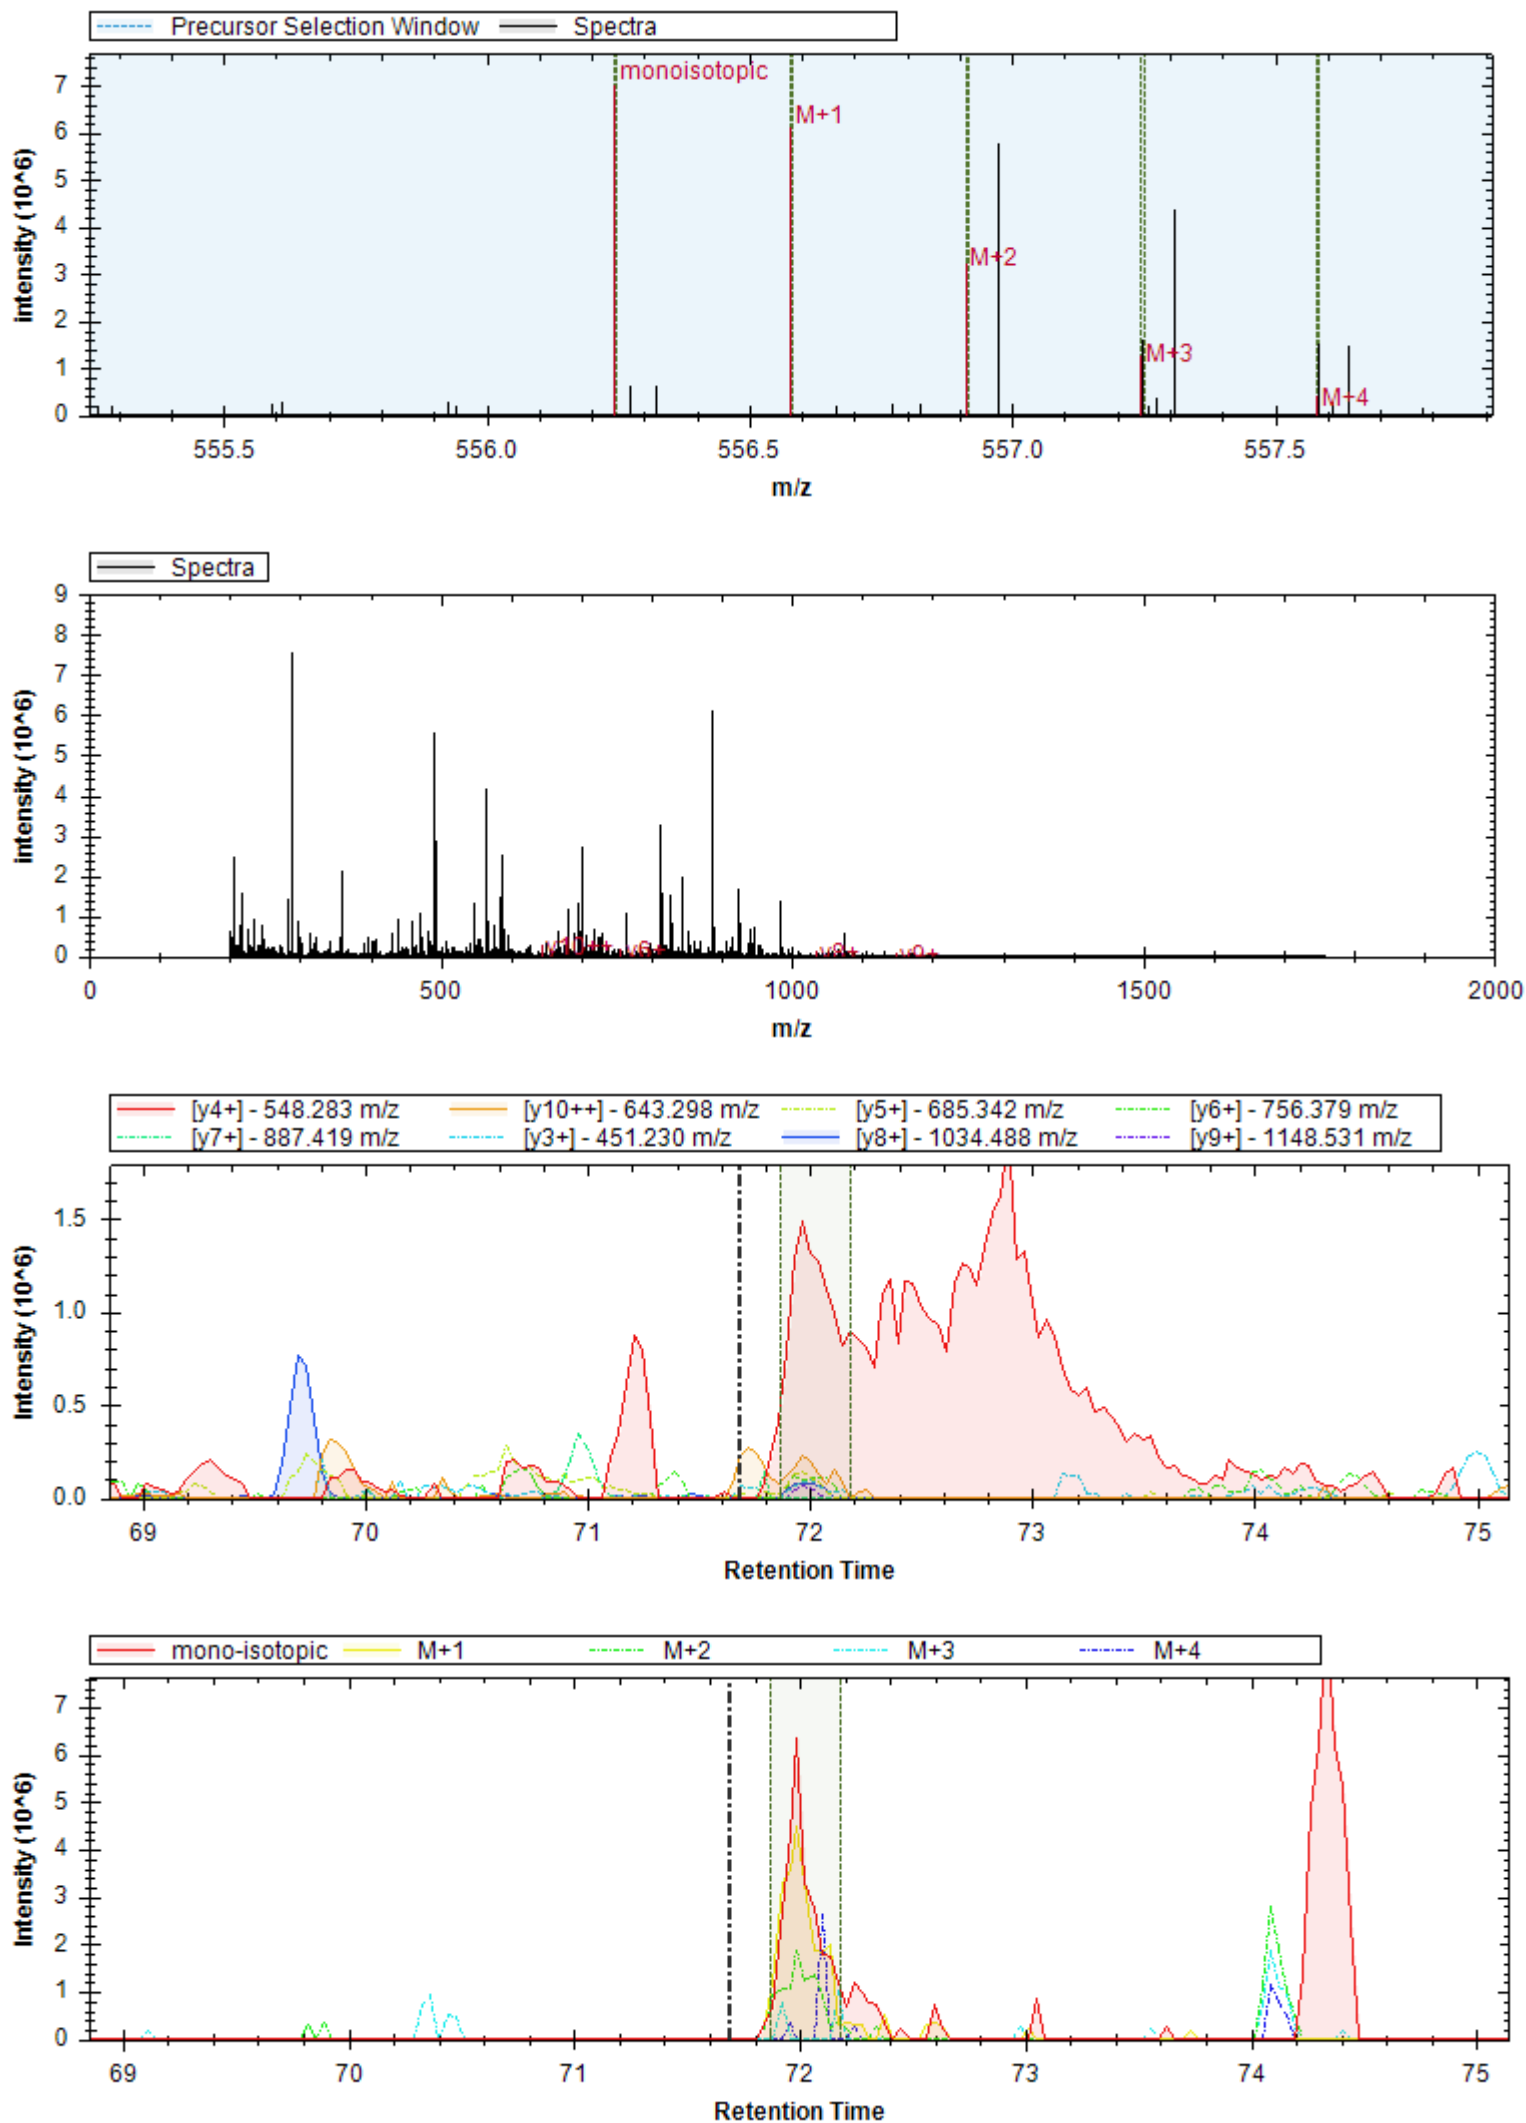 Precursor Selection Window Spectra
monoisotopic
M+1
M+2
M+3
M+4
intensity (10^6)
7
6
5
4
3
2
1
0
555.5 556.0 556.5 557.0 557.5
m/z
Spectra
intensity (10^6)
9
8
7
6
5
4
3
2
1
0
y10++ y6+ y8+ y9+
0 500 1000 1500 2000
m/z
[y4+] - 548.283 m/z [y10++] - 643.298 m/z [y5+] - 685.342 m/z [y6+] - 756.379 m/z
[y7+] - 887.419 m/z [y3+] - 451.230 m/z [y8+] - 1034.488 m/z [y9+] - 1148.531 m/z
Intensity (10^6)
1.5
1.0
0.5
0.0
69 70 71 72 73 74 75
Retention Time
mono-isotopic M+1 M+2 M+3 M+4
Intensity (10^6)
7
6
5
4
3
2
1
0
69 70 71 72 73 74 75
Retention Time